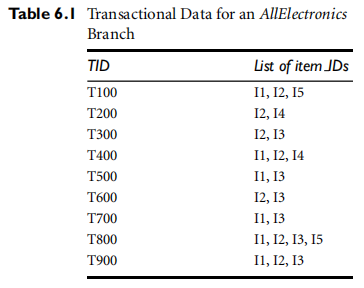 Table 6.1 Transactional Data for an AllElectronics
Branch
TID List of item_IDs
T100 I1, I2, I5
T200 I2, I4
T300 I2, I3
T400 I1, I2, I4
T500 I1, I3
T600 I2, I3
T700 I1, I3
T800 I1, I2, I3, I5
T900 I1, I2, I3